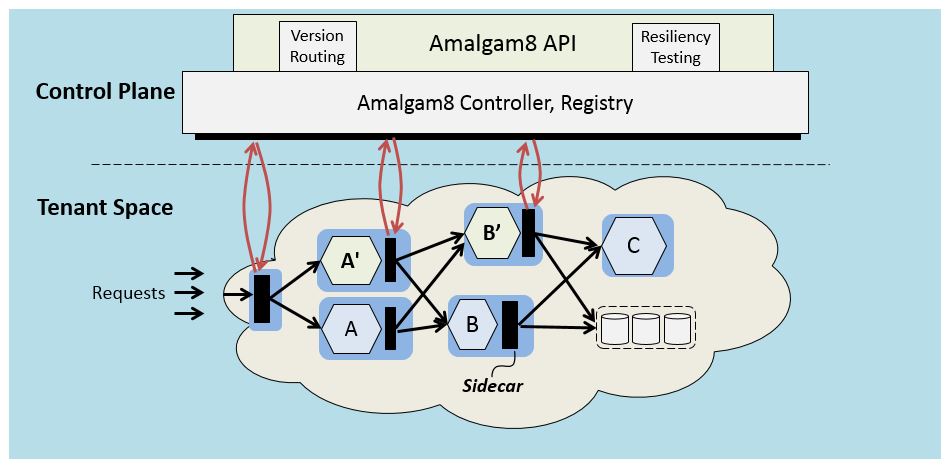 Version
Routing
Amalgam8 API
Resiliency
Testing
Control Plane
Amalgam8 Controller, Registry
Tenant Space
A'
B’
C
Requests
A
B
Sidecar